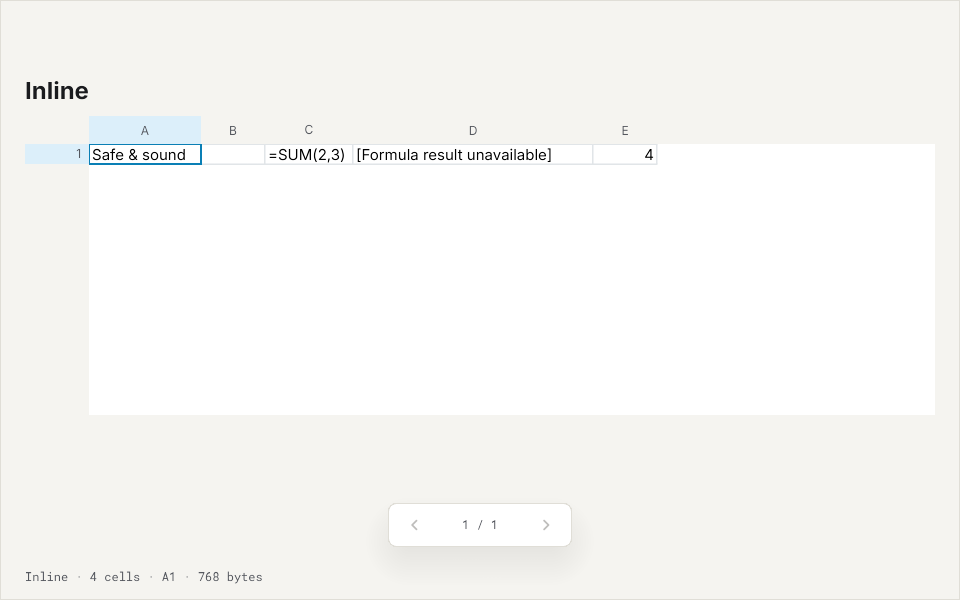 Inline
A B C D E
1 Safe & sound =SUM(2,3) [Formula result unavailable] 4
1 / 1
Inline · 4 cells · A1 · 768 bytes